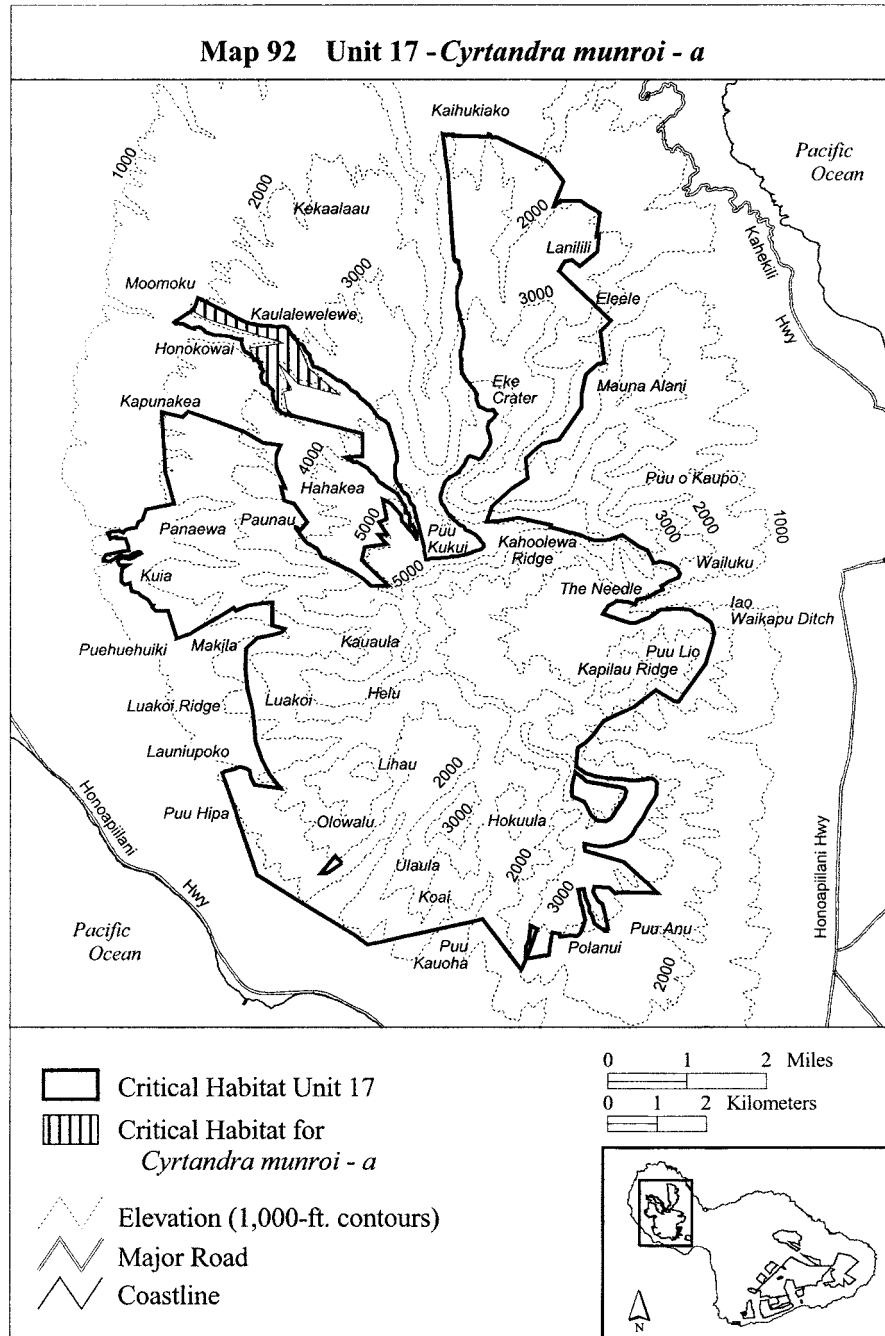 Map 92 Unit 17 - Cyrtandra munroi - a
Kaihukiako
Pacific
Ocean
1000
2000
Kekaalaau
2000
Kahekili
Hwy
Lanilili
3000
Moomoku
3000
Eleele
Kaulalewelewe
Honokowai
Eke
Crater
Mauna Alani
Kapunakea
4000
Hahakea
Puu o Kaupo
Panaewa
Paunau
5000
Puu
Kukui
Kahoolewa
Ridge
3000
2000
1000
Wailuku
Kuia
5000
The Needle
Iao
Waikapu Ditch
Puehuehuiki
Makila
Kauaula
Puu Lio
Kapilau Ridge
Luakoi Ridge
Luakoi
Helu
Launiupoko
Lihau
2000
Puu Hipa
Olowalu
3000
Hokuula
Honoapiilani
Hwy
Ulaula
2000
Koai
3000
Honoapiilani Hwy
Pacific
Ocean
Puu
Kauoha
Polanui
Puu Anu
2000
Critical Habitat Unit 17
Critical Habitat for
Cyrtandra munroi - a
Elevation (1,000-ft. contours)
Major Road
Coastline
0 1 2 Miles
0 1 2 Kilometers
N